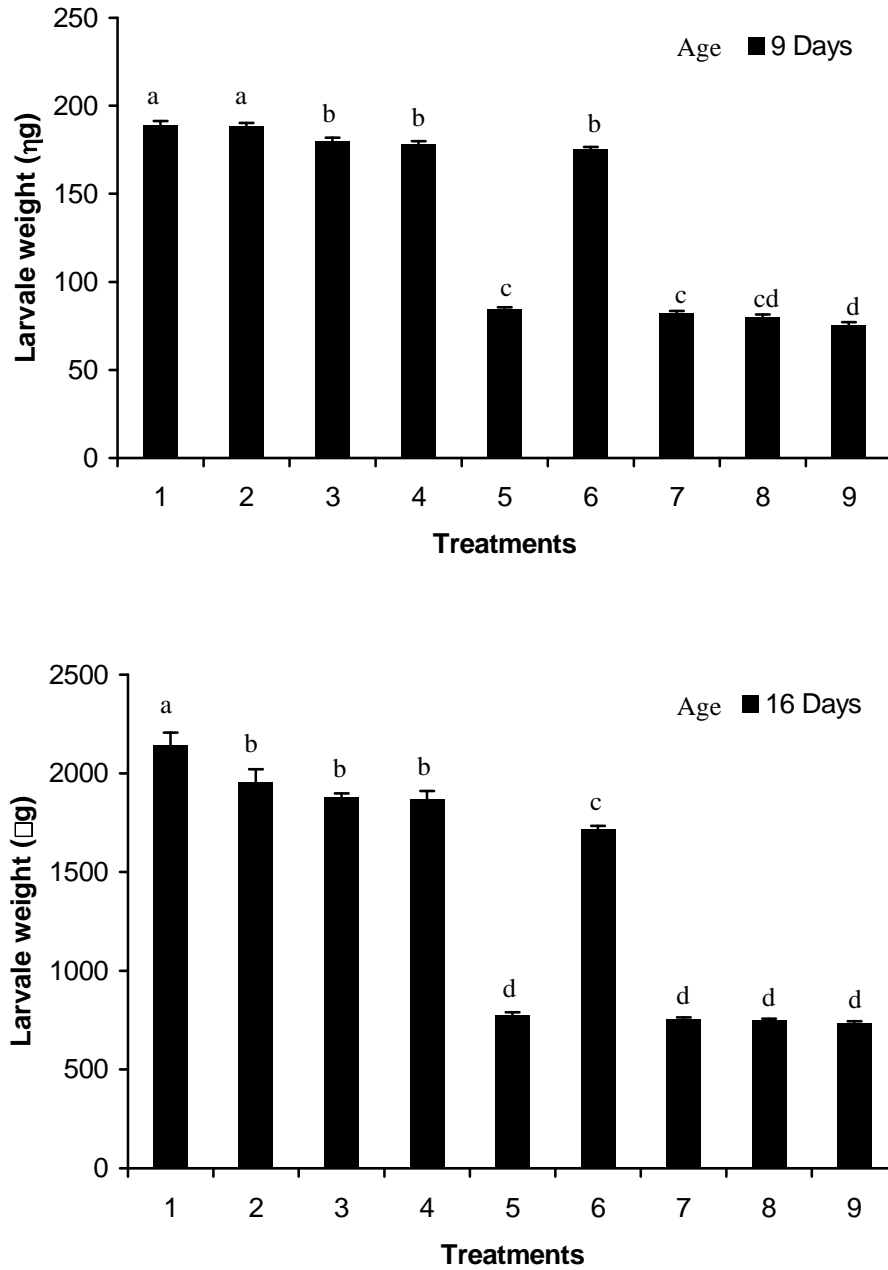 250
Age ■ 9 Days
200
150
100
50
0
Larvale weight (ηg)
a a b b c b c cd d
1 2 3 4 5 6 7 8 9
Treatments
2500
Age ■ 16 Days
2000
1500
1000
500
0
Larvale weight (□g)
a b b b d c d d d
1 2 3 4 5 6 7 8 9
Treatments